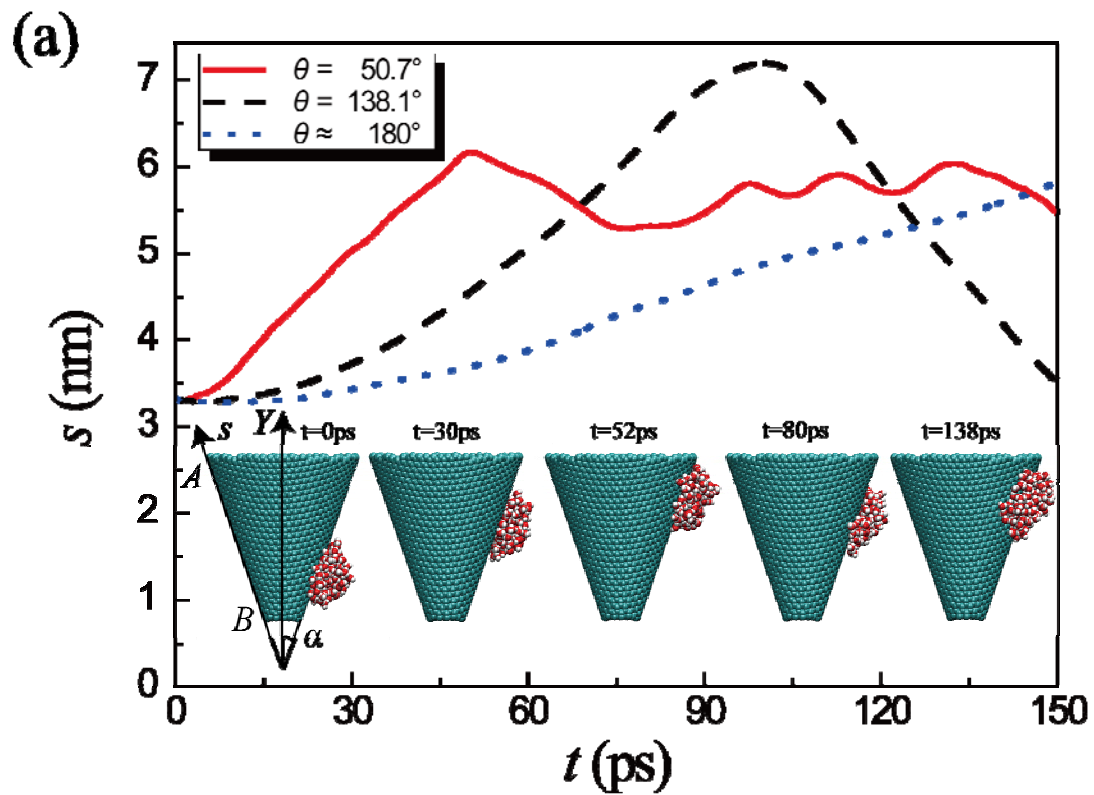 (a)
θ = 50.7°
θ = 138.1°
θ ≈ 180°
7
6
5
4
3
2
1
0
s (nm)
s
Y
t=0ps
t=30ps
t=52ps
t=80ps
t=138ps
A
B
α
0
30
60
90
120
150
t (ps)